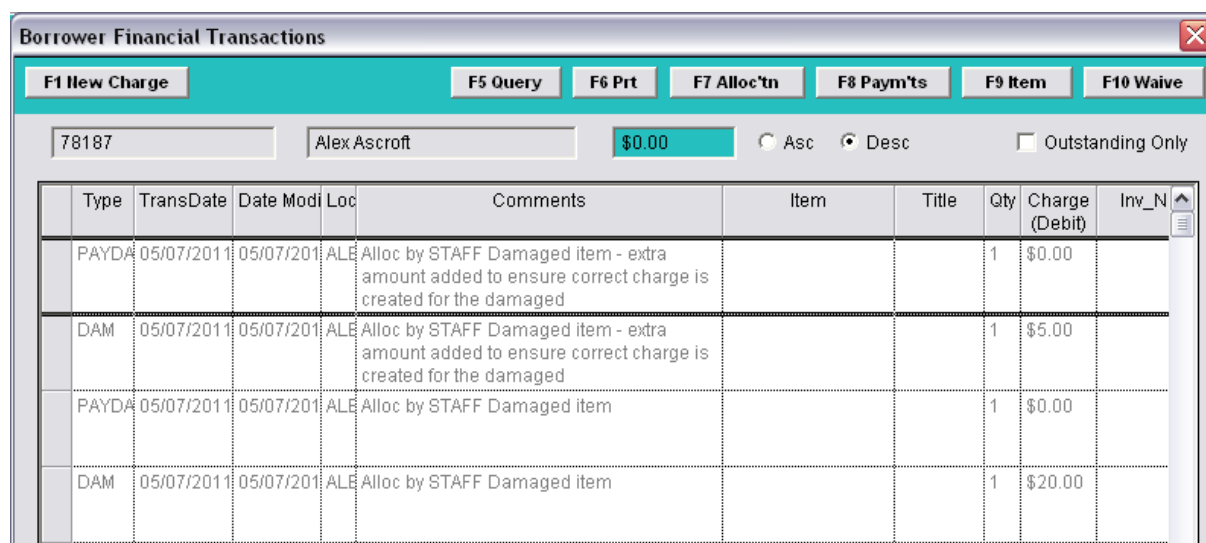 Borrower Financial Transactions
F1 New Charge F5 Query F6 Prt F7 Alloc'tn F8 Paym'ts F9 Item F10 Waive
78187 Alex Ascroft $0.00 Asc Desc Outstanding Only
Type TransDate Date Modi Loc Comments Item Title Qty Charge Inv_N
(Debit)
PAYDA 05/07/2011 05/07/201 ALE Alloc by STAFF Damaged item - extra 1 $0.00
amount added to ensure correct charge is
created for the damaged
DAM 05/07/2011 05/07/201 ALE Alloc by STAFF Damaged item - extra 1 $5.00
amount added to ensure correct charge is
created for the damaged
PAYDA 05/07/2011 05/07/201 ALE Alloc by STAFF Damaged item 1 $0.00
DAM 05/07/2011 05/07/201 ALE Alloc by STAFF Damaged item 1 $20.00